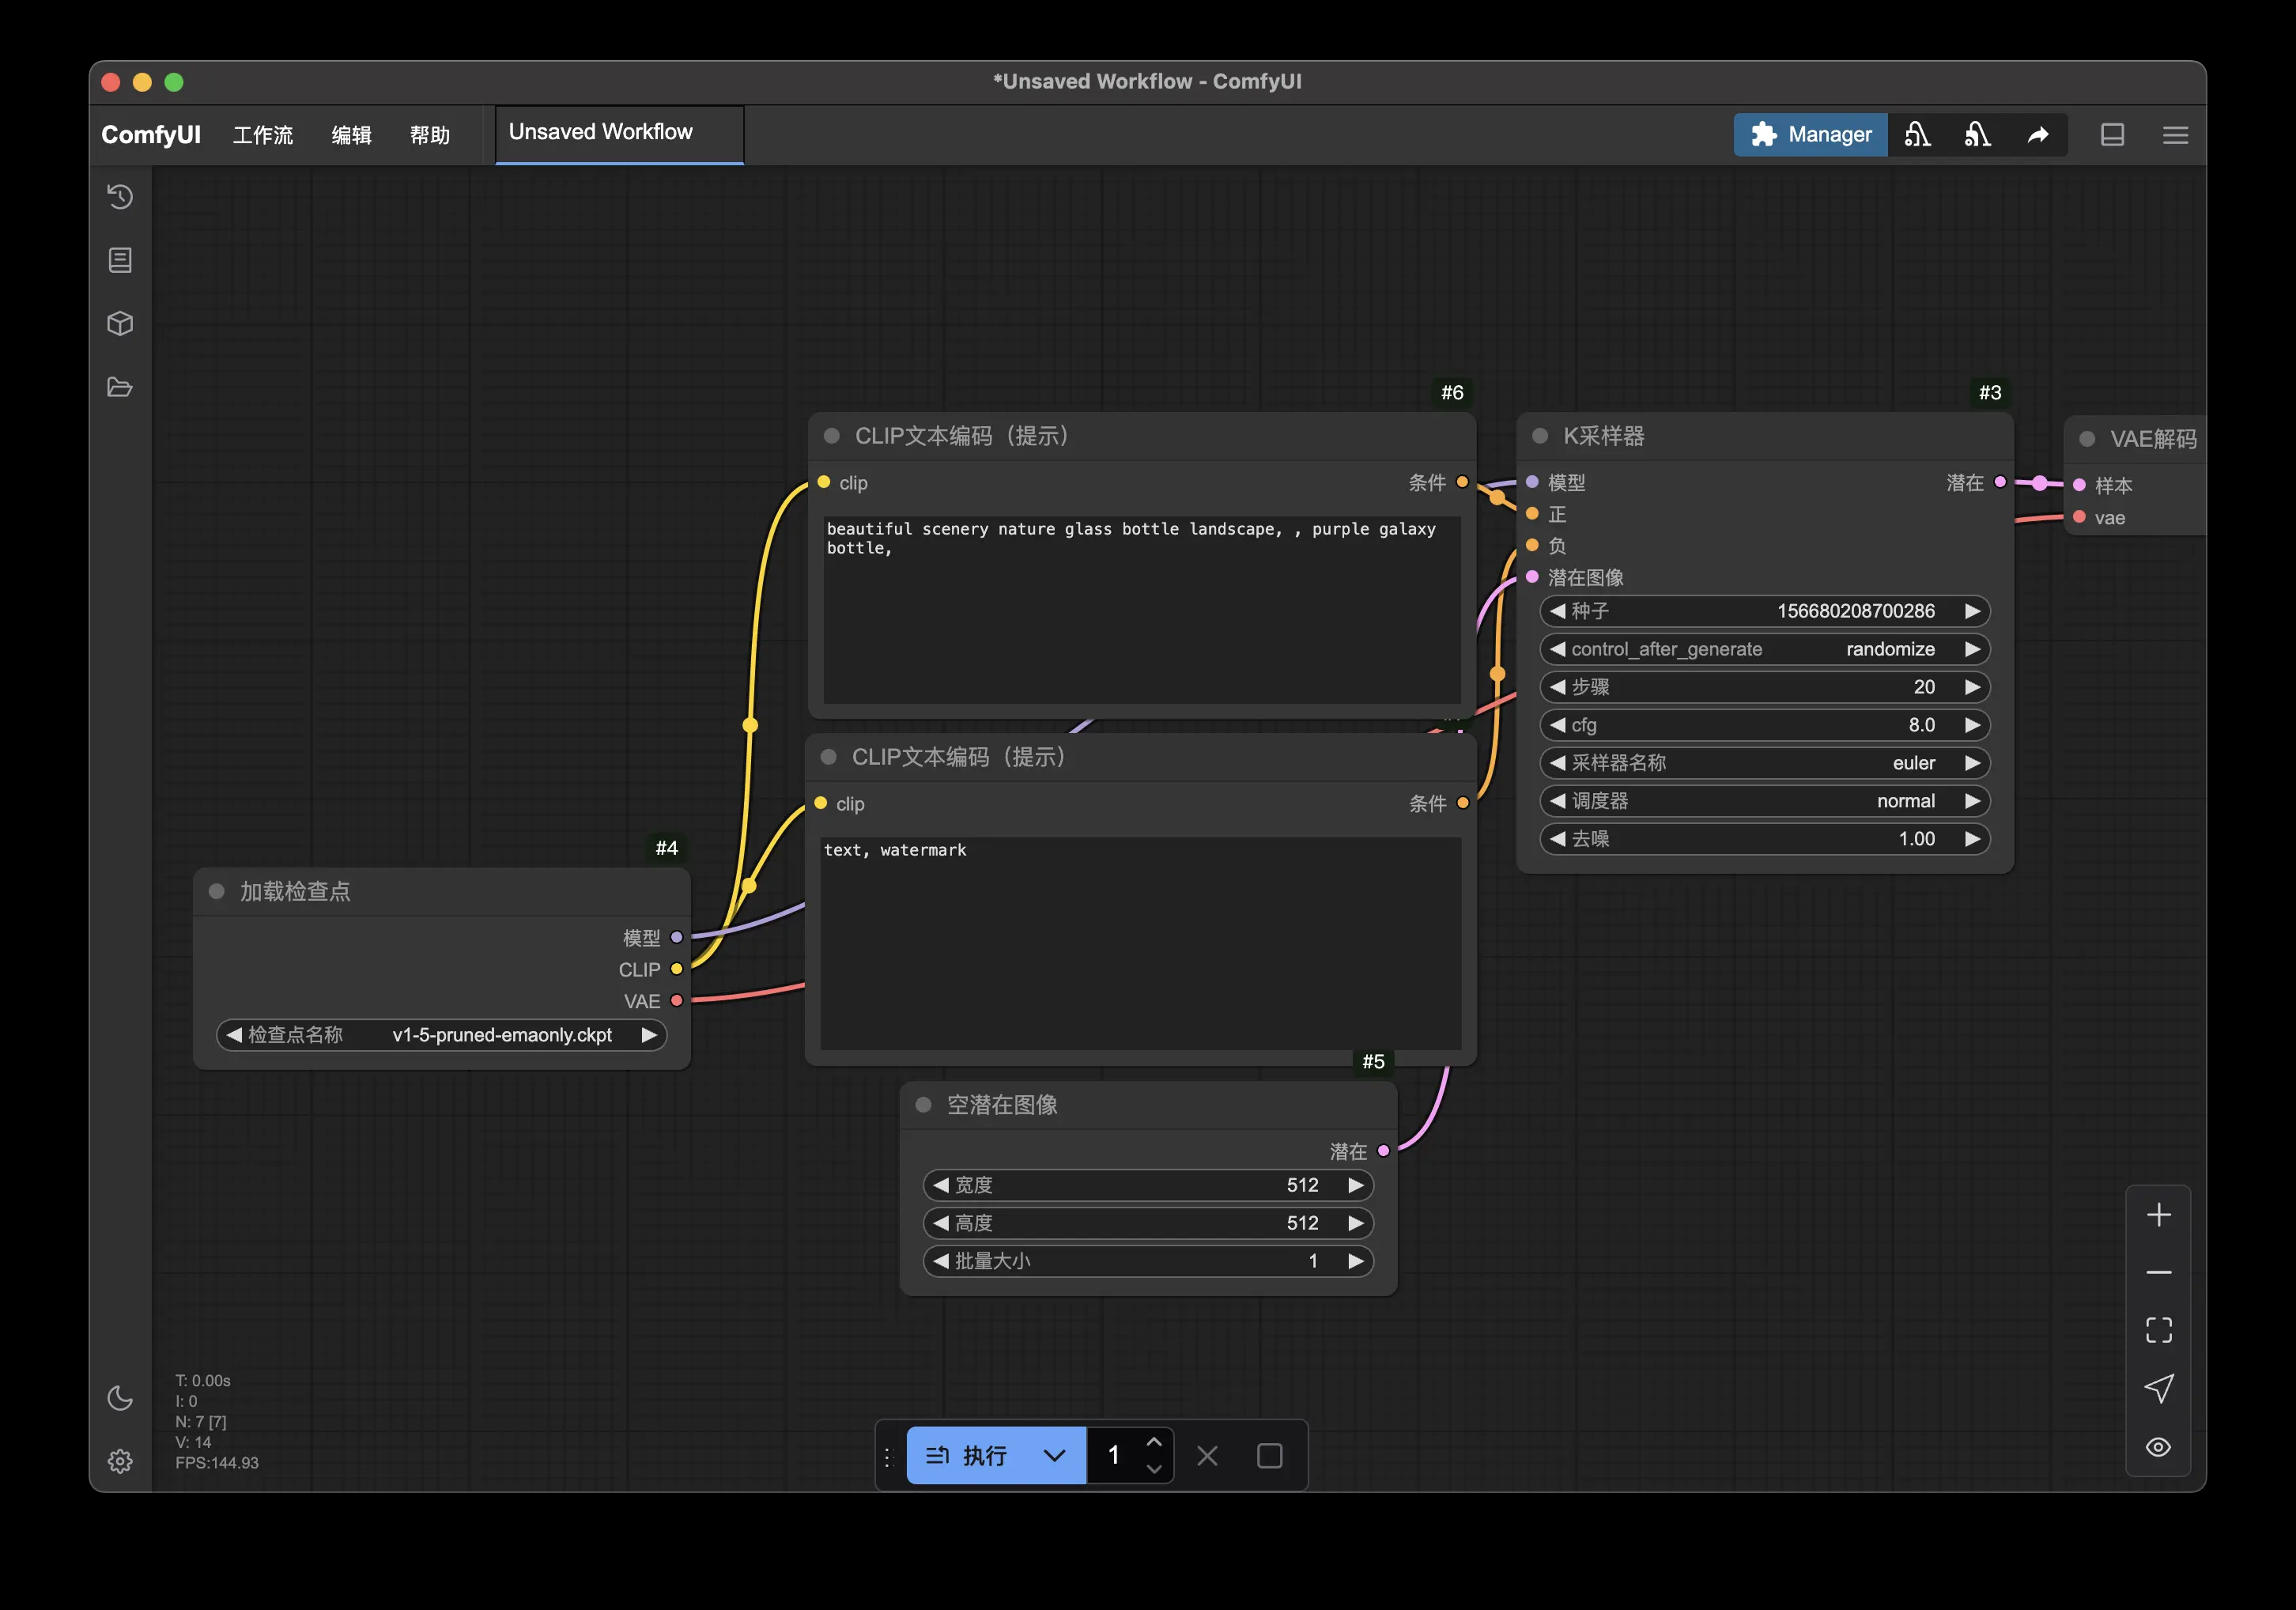 *Unsaved Workflow - ComfyUI
ComfyUI 工作流 编辑 帮助 Unsaved Workflow Manager
#6
CLIP文本编码（提示）
clip 条件
beautiful scenery nature glass bottle landscape, , purple galaxy
bottle,
#3
K采样器
模型 潜在
正
负
潜在图像
种子 156680208700286
control_after_generate randomize
步骤 20
cfg 8.0
采样器名称 euler
调度器 normal
去噪 1.00
VAE解码
样本
vae
CLIP文本编码（提示）
clip 条件
text, watermark
#4
加载检查点
模型
CLIP
VAE
检查点名称 v1-5-pruned-emaonly.ckpt
#5
空潜在图像
潜在
宽度 512
高度 512
批量大小 1
T: 0.00s
I: 0
N: 7 [7]
V: 14
FPS:144.93
执行 1